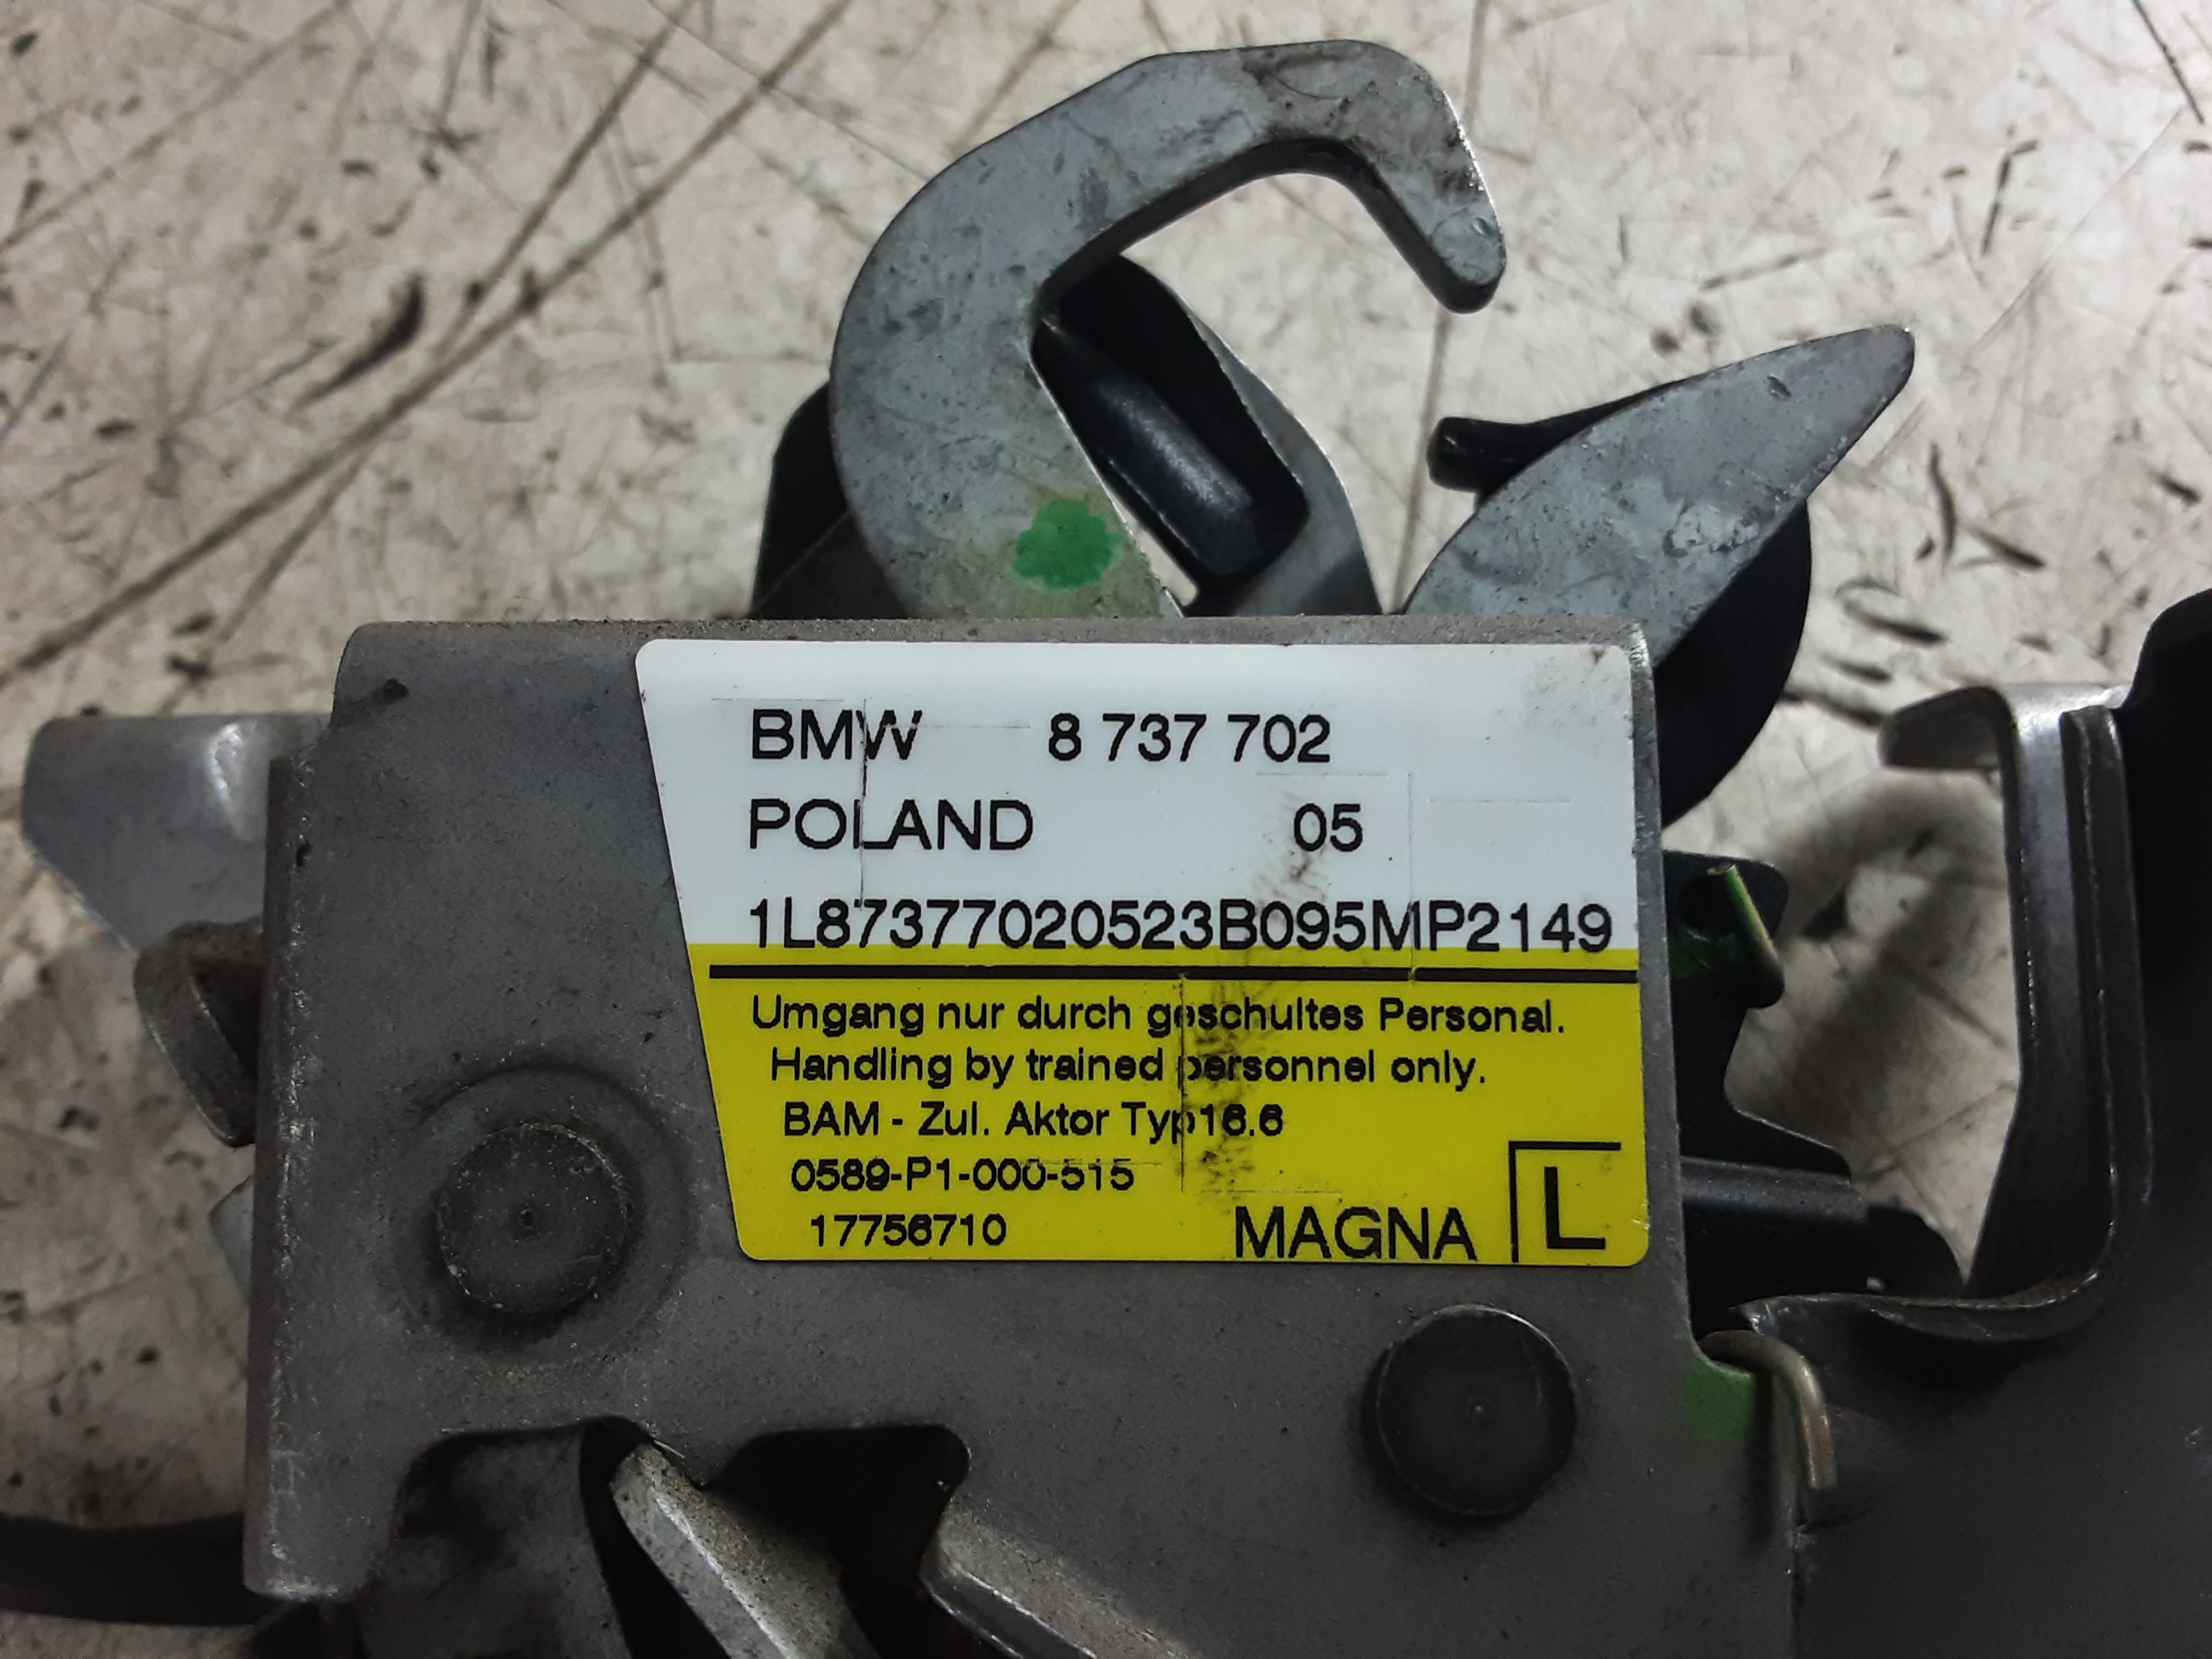 BMW 8 737 702
POLAND 05
1L87377020523B095MP2149
Umgang nur durch geschultes Personal.
Handling by trained personnel only.
BAM - Zul. Aktor Typ16.6
0589-P1-000-515
17756710
MAGNA L